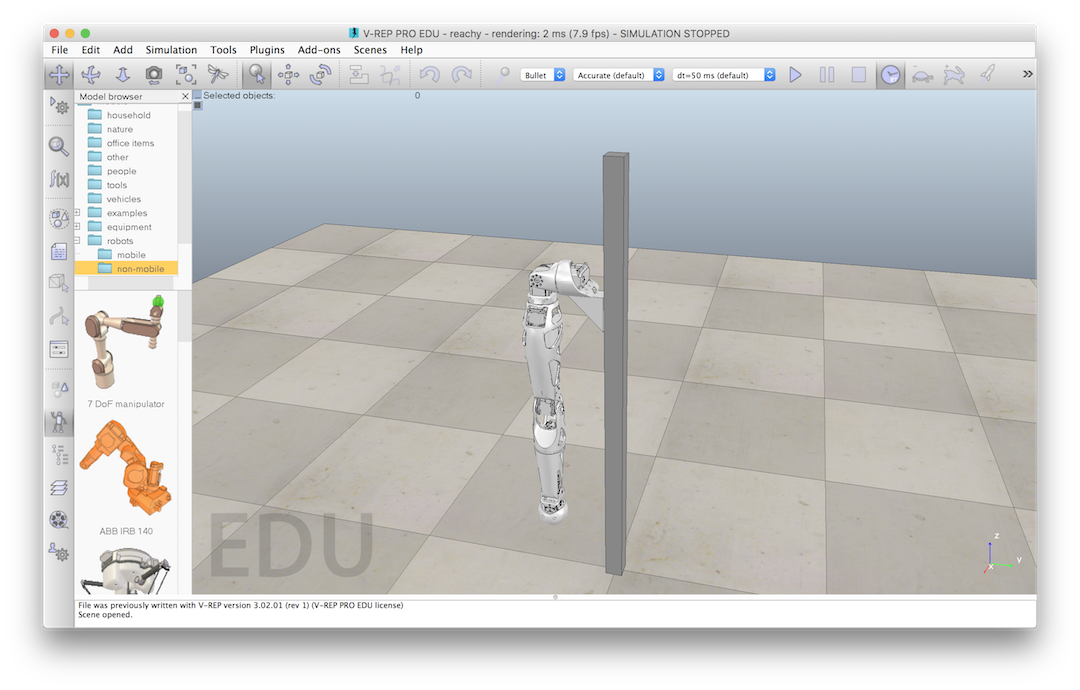 V-REP PRO EDU - reachy - rendering: 2 ms (7.9 fps) - SIMULATION STOPPED
File Edit Add Simulation Tools Plugins Add-ons Scenes Help
Bullet Accurate (default) dt=50 ms (default)
Model browser
Selected objects: 0
household
nature
office items
other
people
tools
vehicles
examples
equipment
robots
mobile
non-mobile
f(x)
7 DoF manipulator
ABB IRB 140
EDU
z
y
x
File was previously written with V-REP version 3.02.01 (rev 1) (V-REP PRO EDU license)
Scene opened.